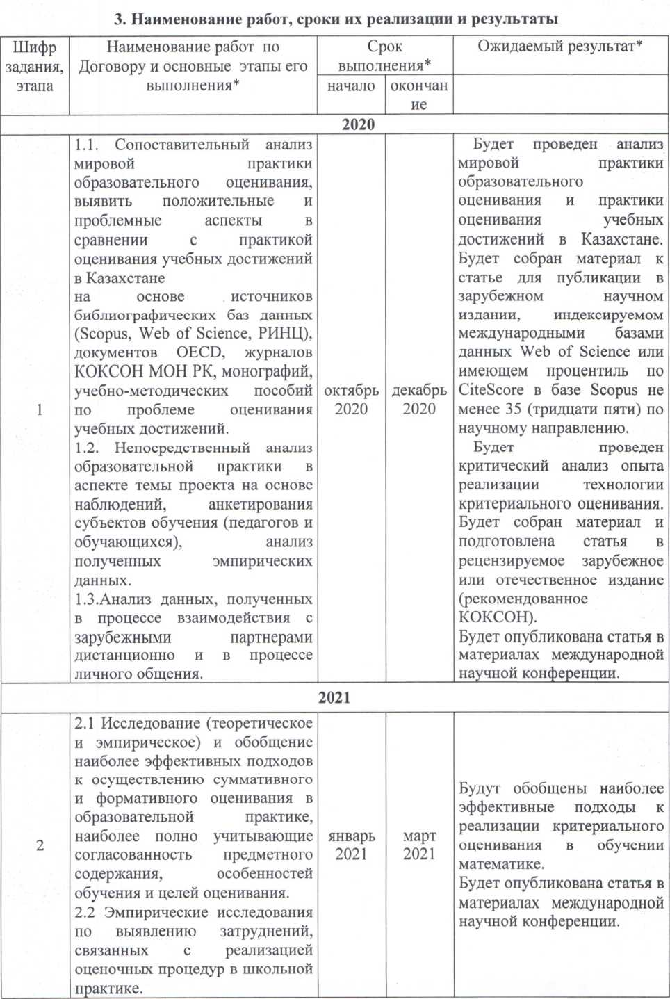 3. Наименование работ, сроки их реализации и результаты
Шифр
задания,
этапа
Наименование работ по
Договору и основные этапы его
выполнения*
Срок
выполнения*
начало
окончан
ие
Ожидаемый результат*
2020
1
1.1. Сопоставительный анализ
мировой практики
образовательного оценивания,
выявить положительные и
проблемные аспекты в
сравнении с практикой
оценивания учебных достижений
в Казахстане
на основе источников
библиографических баз данных
(Scopus, Web of Science, РИНЦ),
документов OECD, журналов
КОКСОН МОН РК, монографий,
учебно-методических пособий
по проблеме оценивания
учебных достижений.
1.2. Непосредственный анализ
образовательной практики в
аспекте темы проекта на основе
наблюдений, анкетирования
субъектов обучения (педагогов и
обучающихся), анализ
полученных эмпирических
данных.
1.3.Анализ данных, полученных
в процессе взаимодействия с
зарубежными партнерами
дистанционно и в процессе
личного общения.
октябрь
2020
декабрь
2020
Будет проведен анализ
мировой практики
образовательного
оценивания и практики
оценивания учебных
достижений в Казахстане.
Будет собран материал к
статье для публикации в
зарубежном научном
издании, индексируемом
международными базами
данных Web of Science или
имеющем процентиль по
CiteScore в базе Scopus не
менее 35 (тридцати пяти) по
научному направлению.
Будет проведен
критический анализ опыта
реализации технологии
критериального оценивания.
Будет собран материал и
подготовлена статья в
рецензируемое зарубежное
или отечественное издание
(рекомендованное
КОКСОН).
Будет опубликована статья в
материалах международной
научной конференции.
2021
2
2.1 Исследование (теоретическое
и эмпирическое) и обобщение
наиболее эффективных подходов
к осуществлению суммативного
и формативного оценивания в
образовательной практике,
наиболее полно учитывающие
согласованность предметного
содержания, особенностей
обучения и целей оценивания.
2.2 Эмпирические исследования
по выявлению затруднений,
связанных с реализацией
оценочных процедур в школьной
практике.
январь
2021
март
2021
Будут обобщены наиболее
эффективные подходы к
реализации критериального
оценивания в обучении
математике.
Будет опубликована статья в
материалах международной
научной конференции.